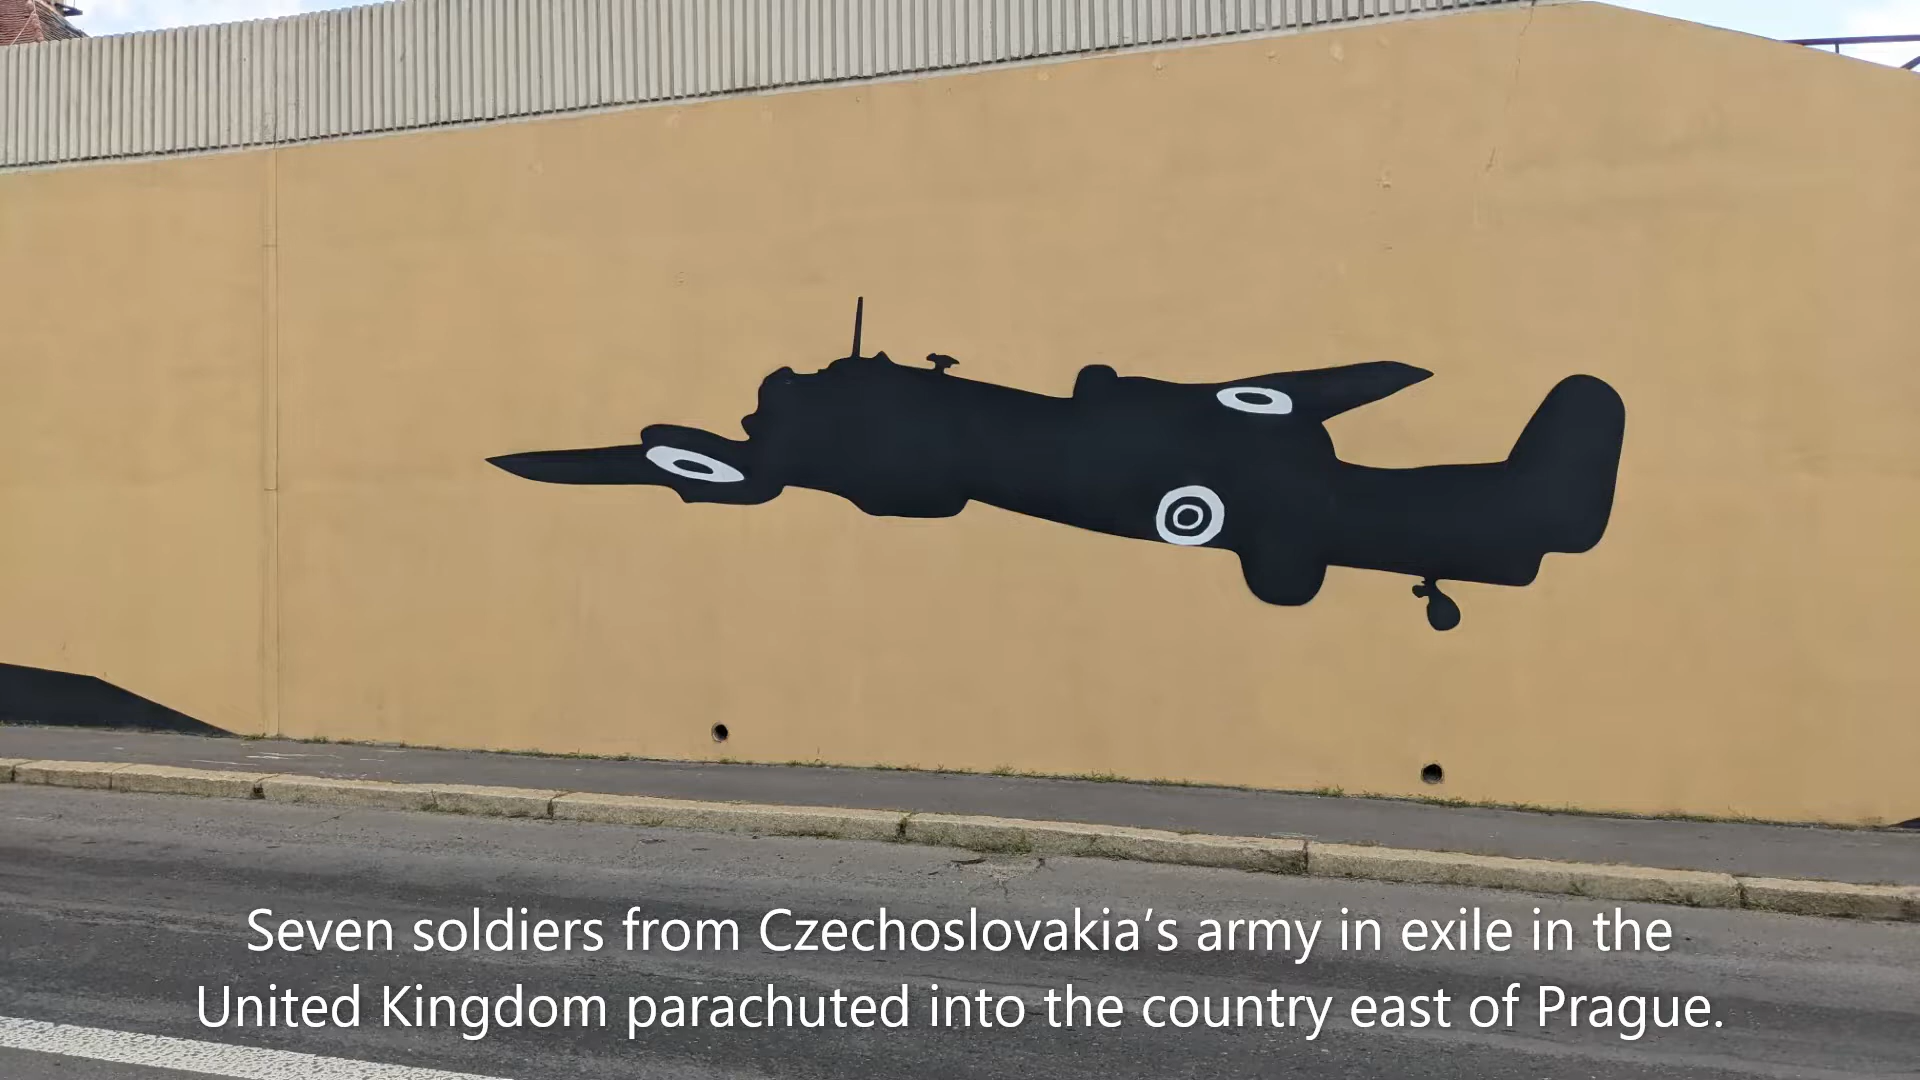 Seven soldiers from Czechoslovakia’s army in exile in the
United Kingdom parachuted into the country east of Prague.